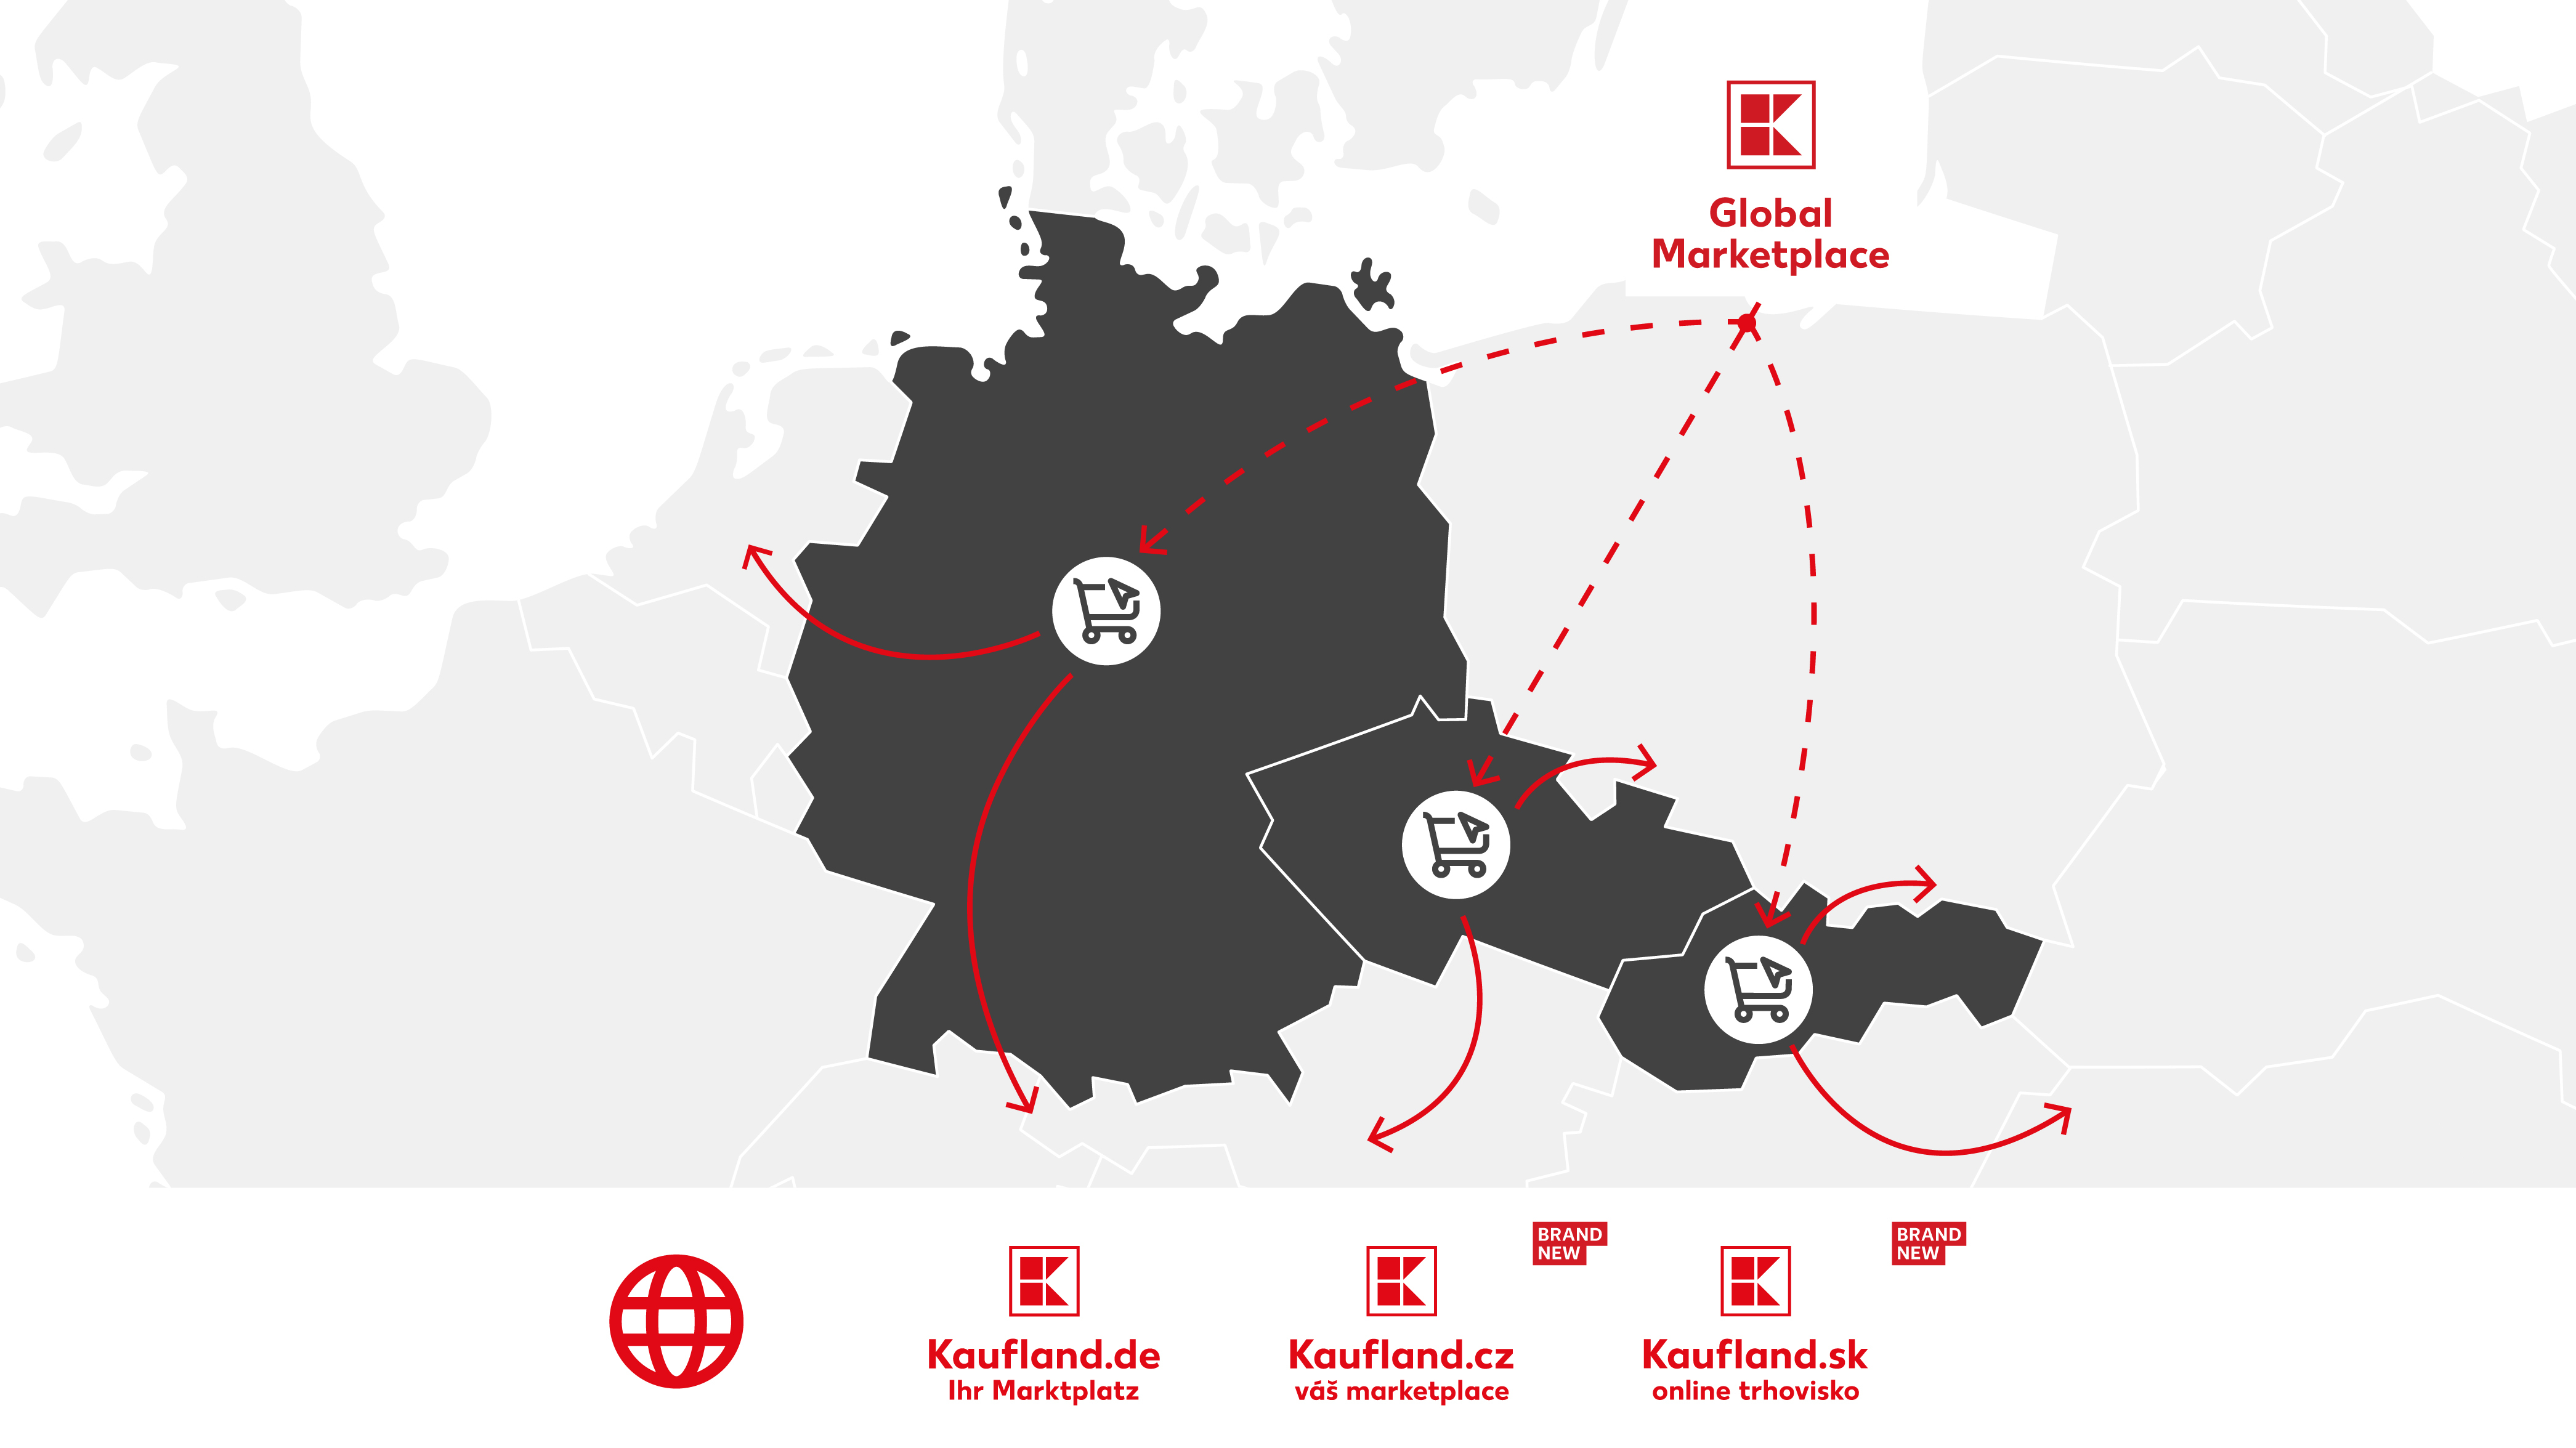 Global
Marketplace
BRAND
NEW
BRAND
NEW
Kaufland.de
Ihr Marktplatz
Kaufland.cz
váš marketplace
Kaufland.sk
online trhovisko